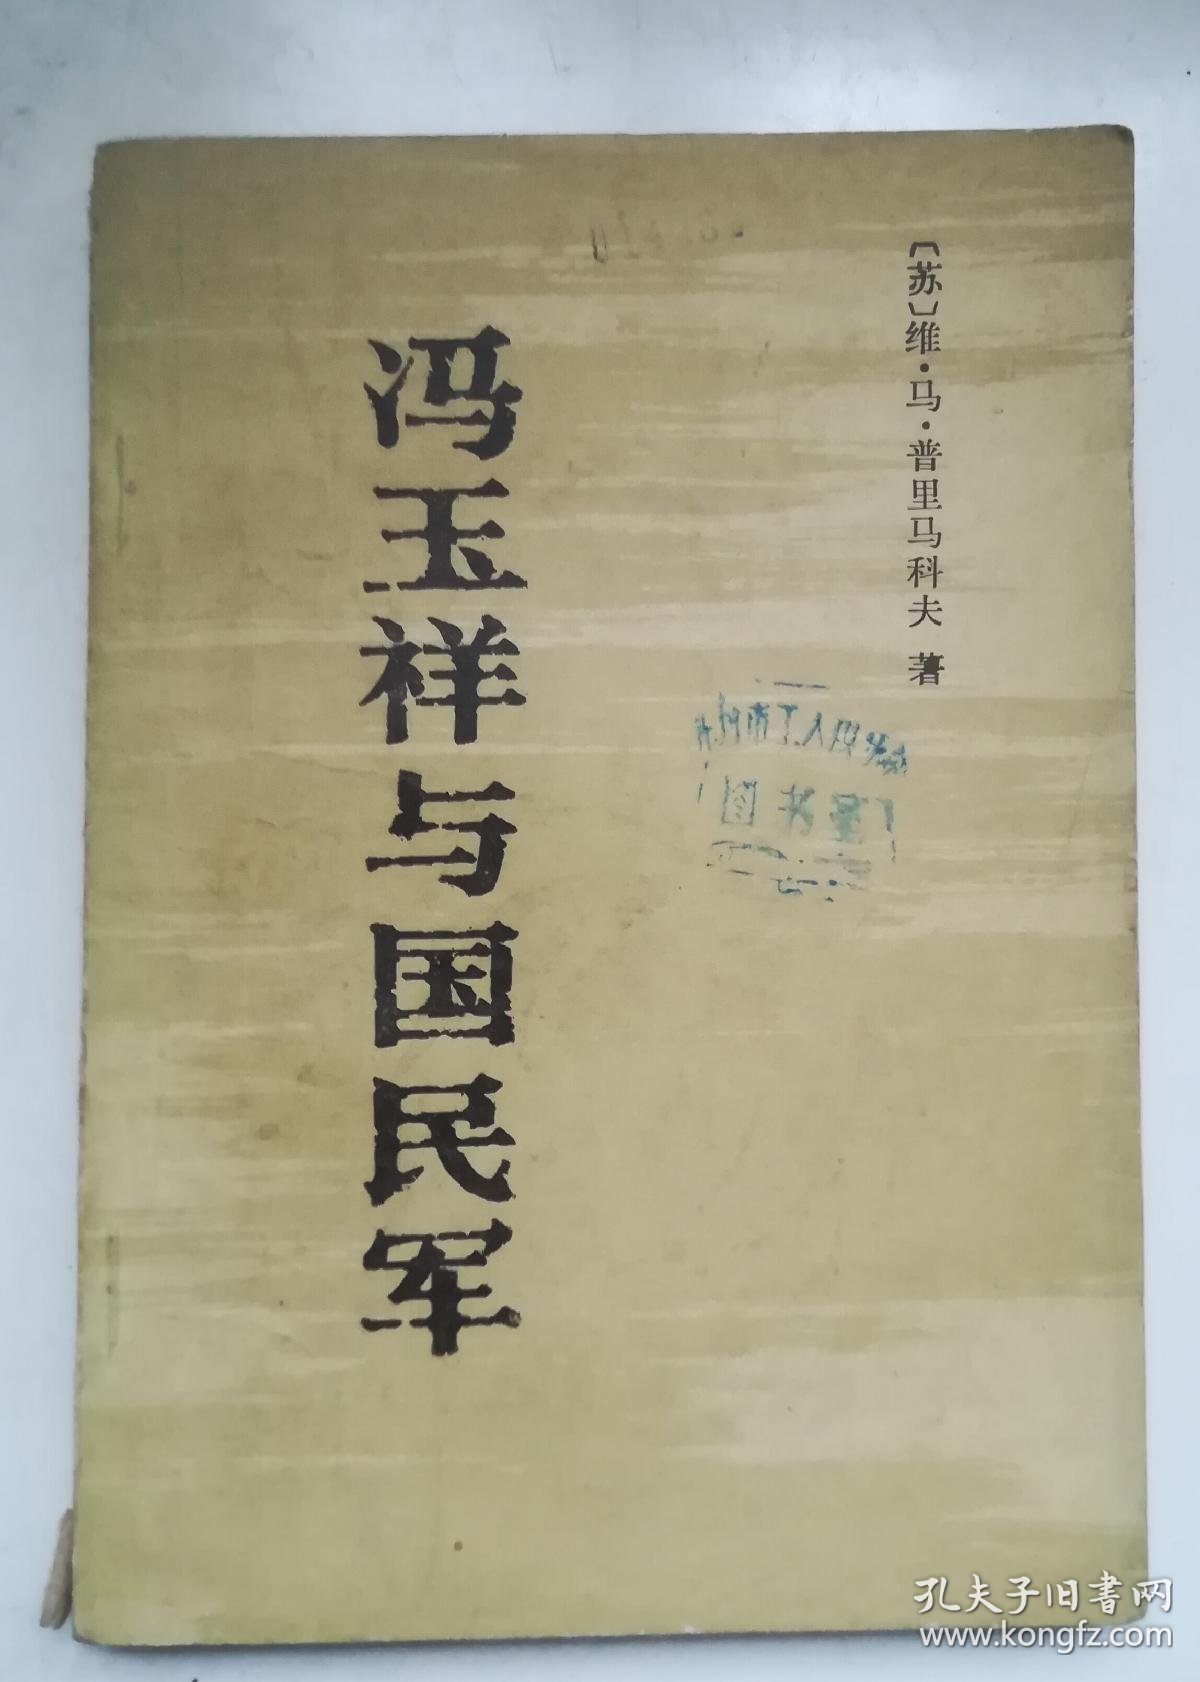 〔苏〕维·马·普里马科夫 著
冯玉祥与国民军
图书室
孔夫子旧书网
www.kongfz.com